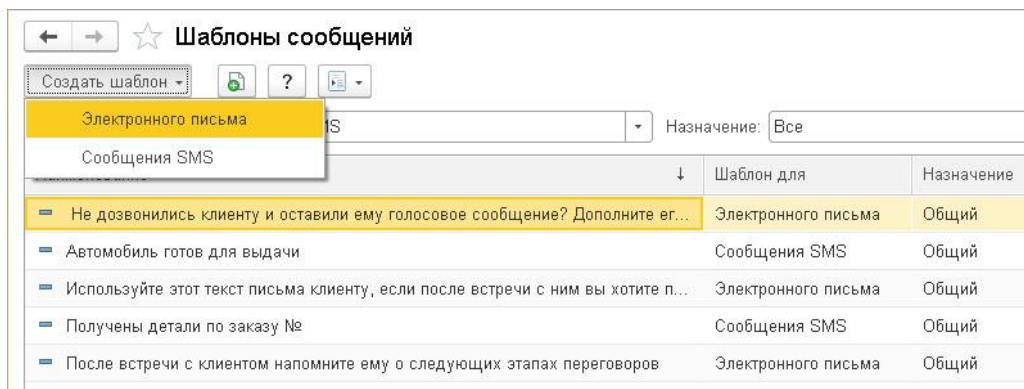 Шаблоны сообщений
Создать шаблон ?
Электронного письма
Сообщения SMS
Назначение: Все
Шаблон для Назначение
Не дозвонились клиенту и оставили ему голосовое сообщение? Дополните ег... Электронного письма Общий
Автомобиль готов для выдачи Сообщения SMS Общий
Используйте этот текст письма клиенту, если после встречи с ним вы хотите п... Электронного письма Общий
Получены детали по заказу № Сообщения SMS Общий
После встречи с клиентом напомните ему о следующих этапах переговоров Электронного письма Общий